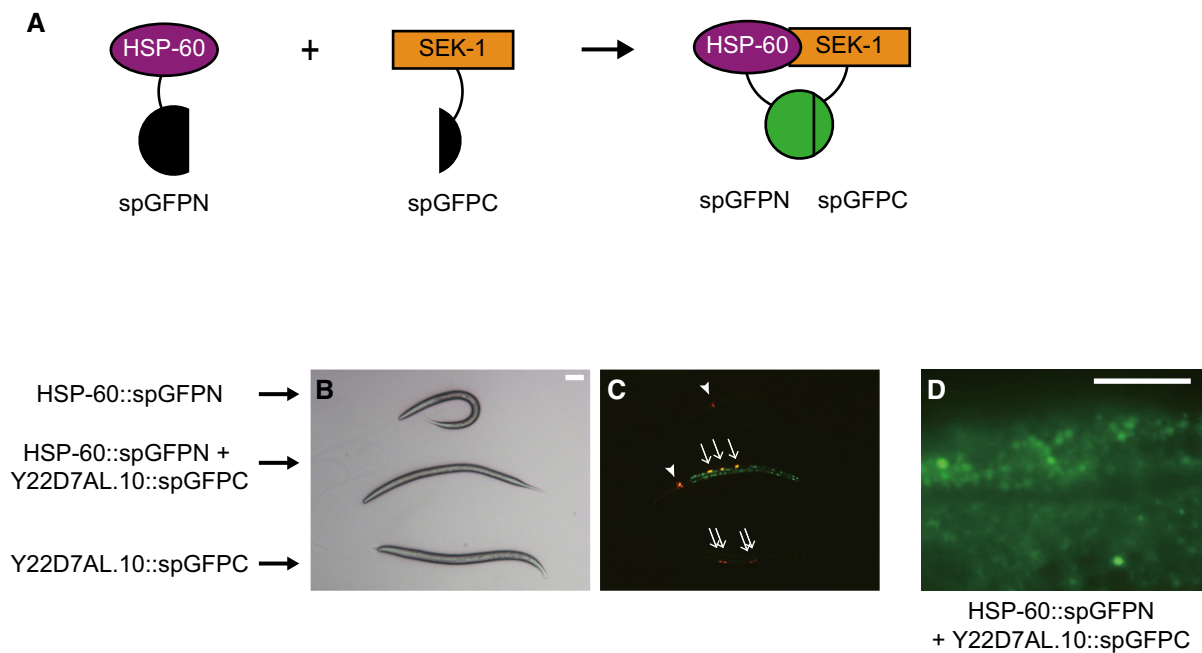 A
HSP-60
+
SEK-1
HSP-60
SEK-1
spGFPN
spGFPC
spGFPN
spGFPC
HSP-60::spGFPN
HSP-60::spGFPN +
Y22D7AL.10::spGFPC
Y22D7AL.10::spGFPC
B
C
D
HSP-60::spGFPN
+ Y22D7AL.10::spGFPC